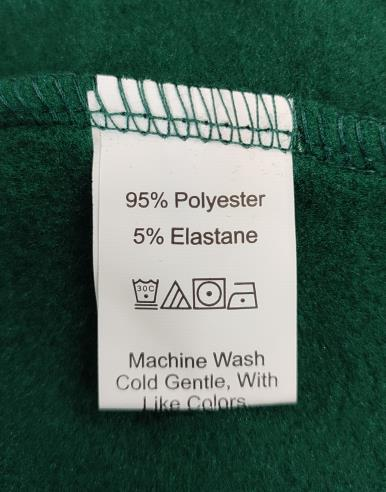 95% Polyester
5% Elastane
30C
Machine Wash
Cold Gentle, With
Like Colors